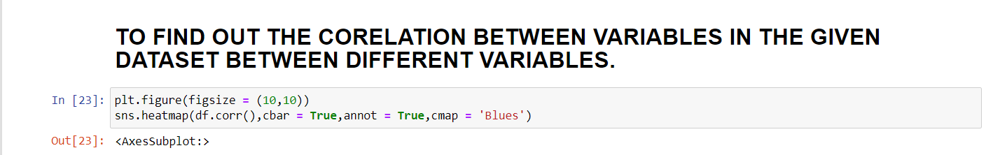 TO FIND OUT THE CORELATION BETWEEN VARIABLES IN THE GIVEN
DATASET BETWEEN DIFFERENT VARIABLES.
In [23]: plt.figure(figsize = (10,10))
sns.heatmap(df.corr(),cbar = True,annot = True,cmap = 'Blues')
Out[23]: <AxesSubplot:>